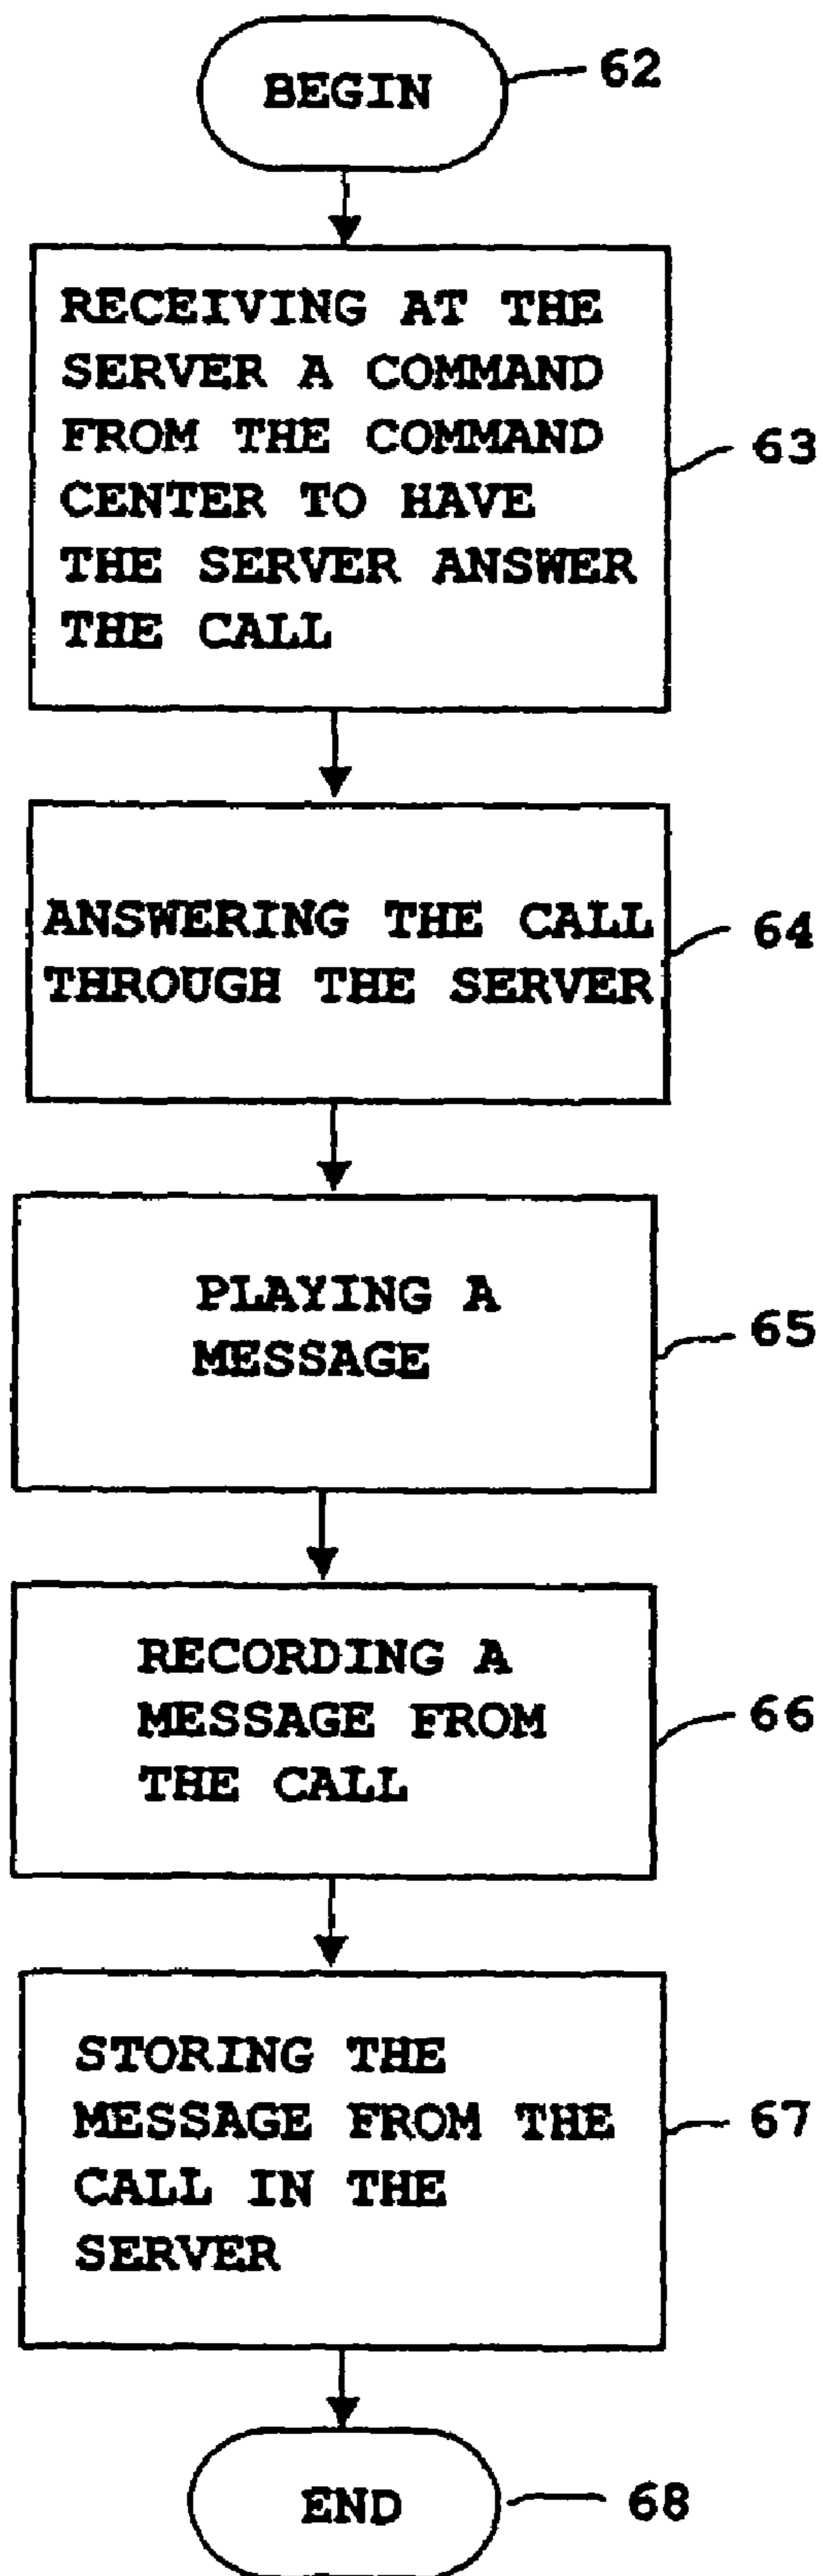 BEGIN
62
RECEIVING AT THE
SERVER A COMMAND
FROM THE COMMAND
CENTER TO HAVE
THE SERVER ANSWER
THE CALL
63
ANSWERING THE CALL
THROUGH THE SERVER
64
PLAYING A
MESSAGE
65
RECORDING A
MESSAGE FROM
THE CALL
66
STORING THE
MESSAGE FROM THE
CALL IN THE
SERVER
67
END
68